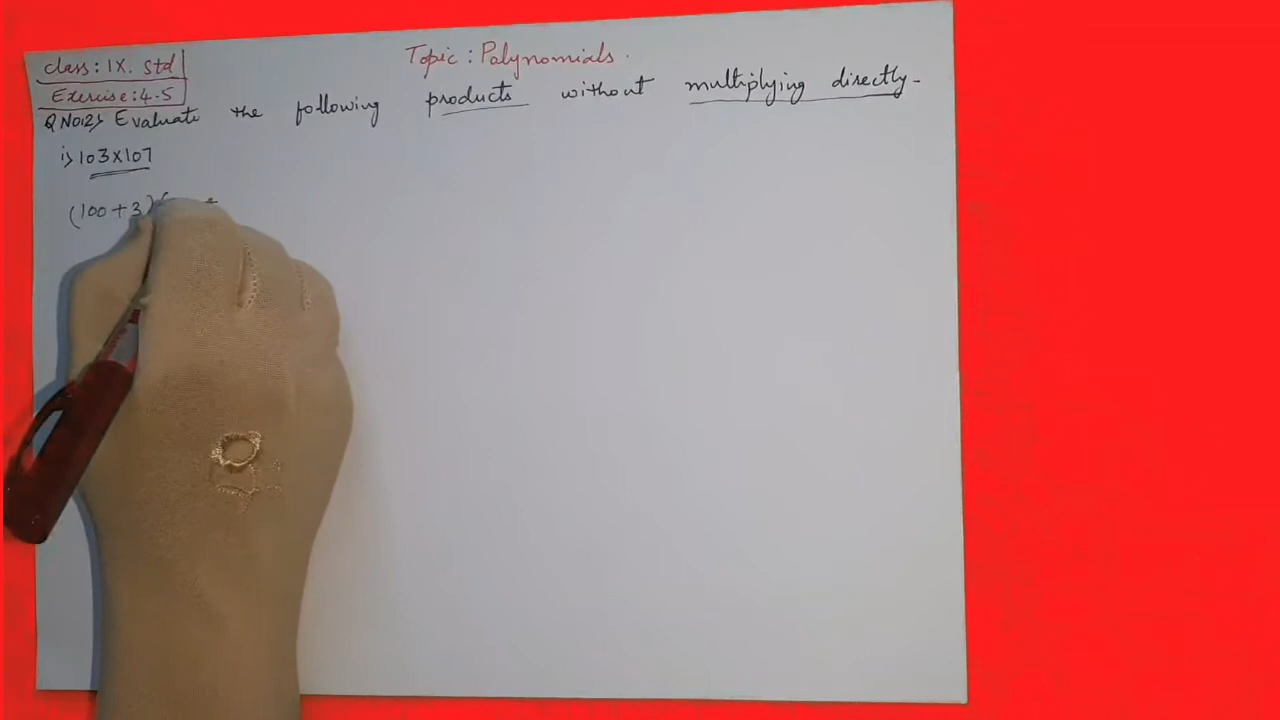 Topic : Polynomials.
class: IX. Std
Exercise: 4.5
Q No:2) Evaluate the following products without multiplying directly.
i) 103×107
(100+3)(